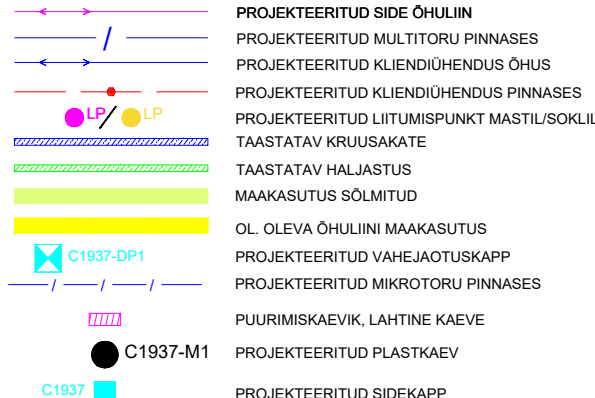 PROJEKTEERITUD SIDE ÕHULIIN
PROJEKTEERITUD MULTITORU PINNASES
PROJEKTEERITUD KLIENDIÜHENDUS ÕHUS
PROJEKTEERITUD KLIENDIÜHENDUS PINNASES
LP / LP PROJEKTEERITUD LIITUMISPUNKT MASTIL/SOKLIL
TAASTATAV KRUUSAKATE
TAASTATAV HALJASTUS
MAAKASUTUS SÕLMITUD
OL. OLEVA ÕHULIINI MAAKASUTUS
C1937-DP1 PROJEKTEERITUD VAHEJAOTUSKAPP
PROJEKTEERITUD MIKROTORU PINNASES
PUURIMISKAEVIK, LAHTINE KAEVE
C1937-M1 PROJEKTEERITUD PLASTKAEV
C1937 PROJEKTEERITUD SIDEKAPP